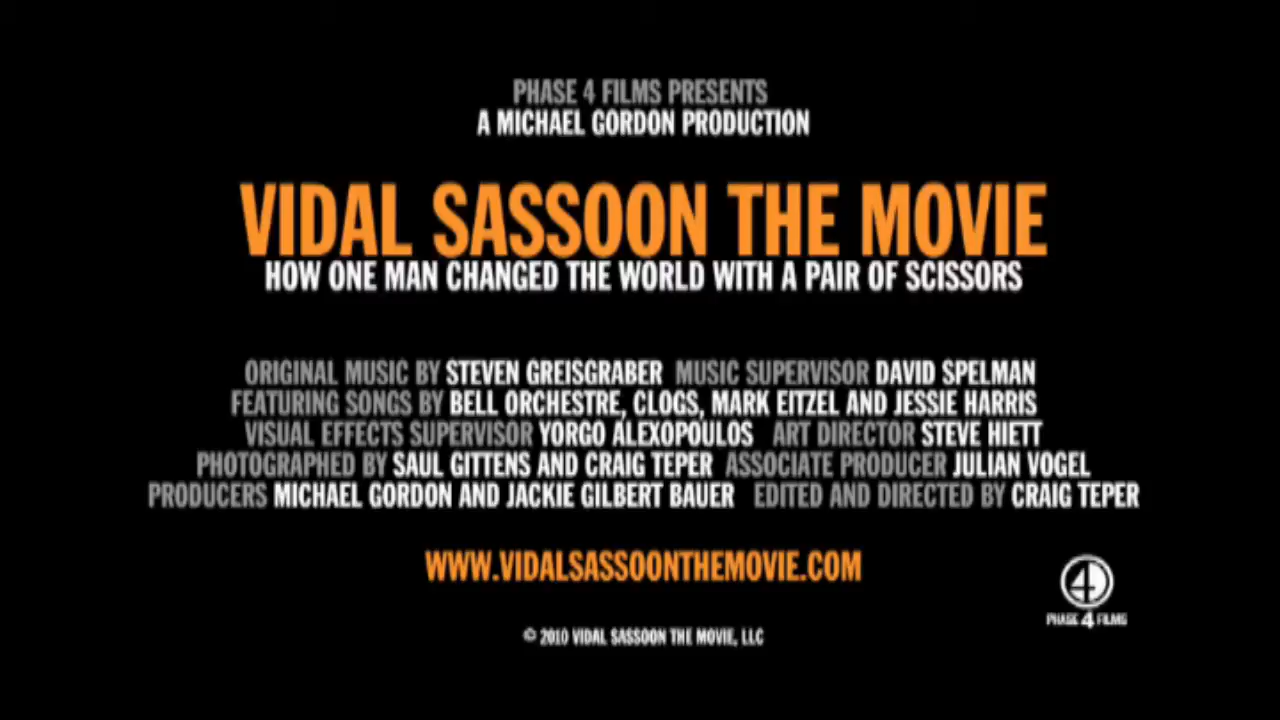 PHASE 4 FILMS PRESENTS
A MICHAEL GORDON PRODUCTION
VIDAL SASSOON THE MOVIE
HOW ONE MAN CHANGED THE WORLD WITH A PAIR OF SCISSORS
ORIGINAL MUSIC BY STEVEN GREISGRABER MUSIC SUPERVISOR DAVID SPELMAN
FEATURING SONGS BY BELL ORCHESTRE, CLOGS, MARK EITZEL AND JESSIE HARRIS
VISUAL EFFECTS SUPERVISOR YORGO ALEXOPOULOS ART DIRECTOR STEVE HIETT
PHOTOGRAPHED BY SAUL GITTENS AND CRAIG TEPER ASSOCIATE PRODUCER JULIAN VOGEL
PRODUCERS MICHAEL GORDON AND JACKIE GILBERT BAUER EDITED AND DIRECTED BY CRAIG TEPER
WWW.VIDALSASSOONTHEMOVIE.COM
4
PHASE 4 FILMS
© 2010 VIDAL SASSOON THE MOVIE, LLC